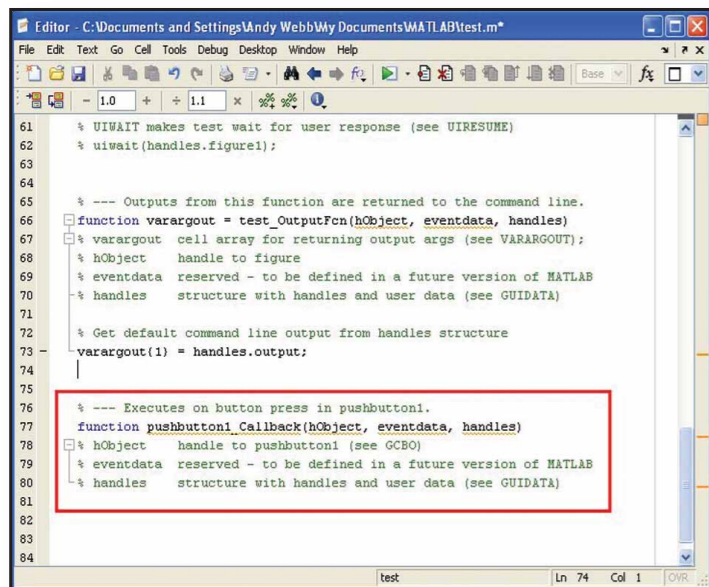 Editor - C:\Documents and Settings\Andy Webb\My Documents\MATLAB\test.m*
File Edit Text Go Cell Tools Debug Desktop Window Help
Base
- 1.0 + ÷ 1.1 ×
61 % UIWAIT makes test wait for user response (see UIRESUME)
62 % uiwait(handles.figure1);
63
64
65 % --- Outputs from this function are returned to the command line.
66 function varargout = test_OutputFcn(hObject, eventdata, handles)
67 % varargout cell array for returning output args (see VARARGOUT);
68 % hObject handle to figure
69 % eventdata reserved - to be defined in a future version of MATLAB
70 % handles structure with handles and user data (see GUIDATA)
71
72 % Get default command line output from handles structure
73 - varargout{1} = handles.output;
74
75
76 % --- Executes on button press in pushbutton1.
77 function pushbutton1_Callback(hObject, eventdata, handles)
78 % hObject handle to pushbutton1 (see GCBO)
79 % eventdata reserved - to be defined in a future version of MATLAB
80 % handles structure with handles and user data (see GUIDATA)
81
82
83
84
test Ln 74 Col 1 OVR